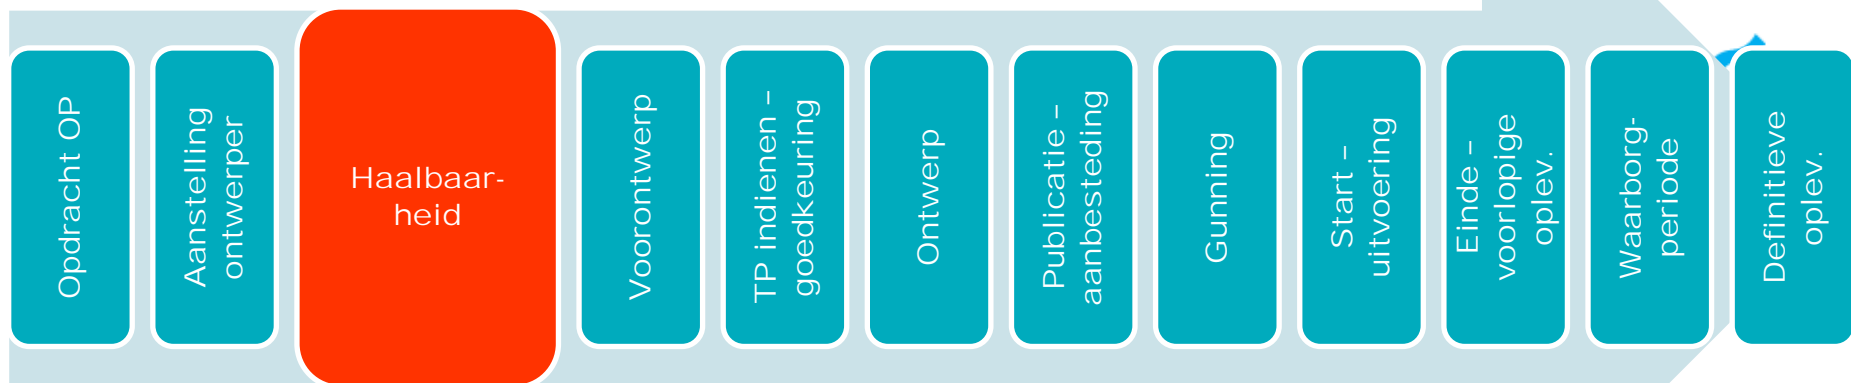 Opdracht OP
Aanstelling
ontwerper
Haalbaar-
heid
Voorontwerp
TP indienen –
goedkeuring
Ontwerp
Publicatie –
aanbesteding
Gunning
Start –
uitvoering
Einde –
voorlopige
oplev.
Waarborg-
periode
Definitieve
oplev.